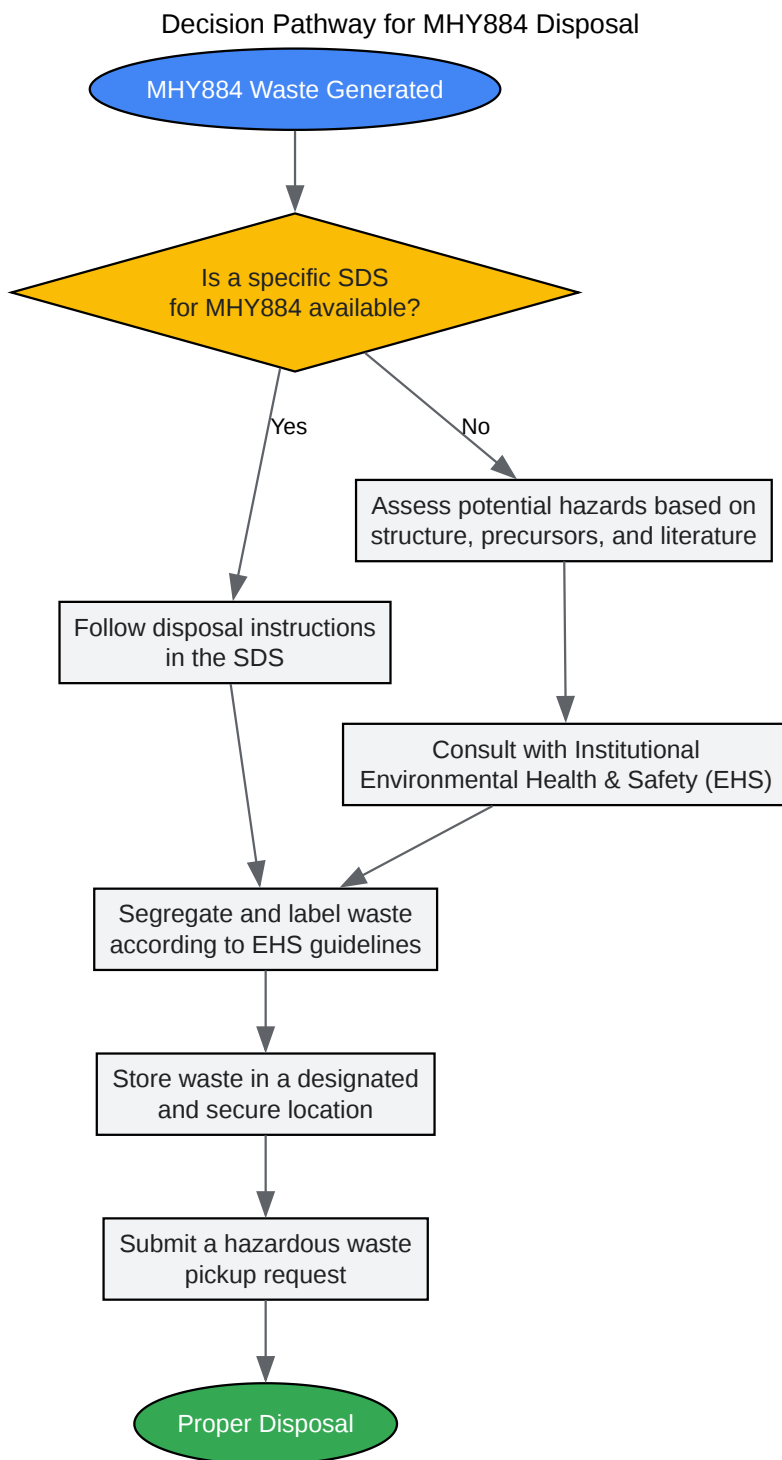 Decision Pathway for MHY884 Disposal
MHY884 Waste Generated
Is a specific SDS
for MHY884 available?
Yes
No
Assess potential hazards based on
structure, precursors, and literature
Follow disposal instructions
in the SDS
Consult with Institutional
Environmental Health & Safety (EHS)
Segregate and label waste
according to EHS guidelines
Store waste in a designated
and secure location
Submit a hazardous waste
pickup request
Proper Disposal